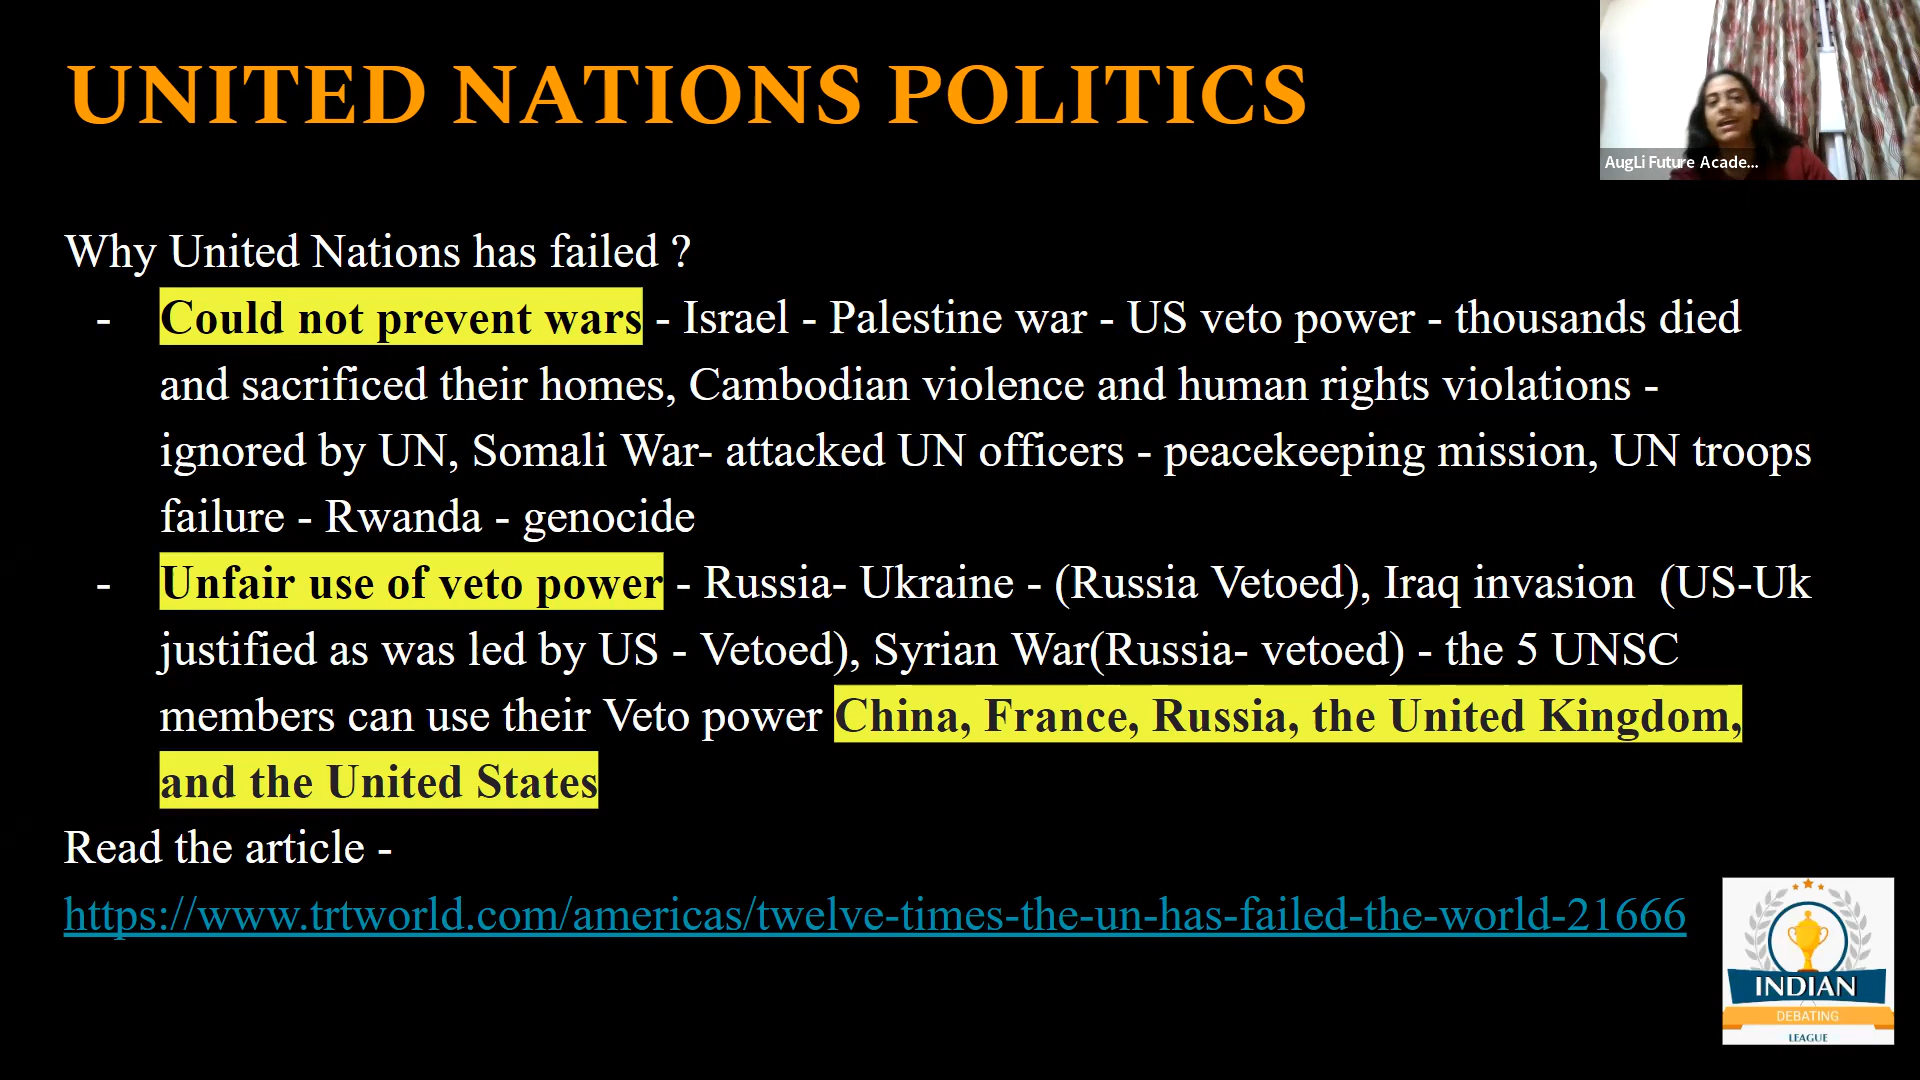 UNITED NATIONS POLITICS
AugLi Future Acade...
Why United Nations has failed ?
- Could not prevent wars - Israel - Palestine war - US veto power - thousands died
and sacrificed their homes, Cambodian violence and human rights violations -
ignored by UN, Somali War- attacked UN officers - peacekeeping mission, UN troops
failure - Rwanda - genocide
- Unfair use of veto power - Russia- Ukraine - (Russia Vetoed), Iraq invasion (US-Uk
justified as was led by US - Vetoed), Syrian War(Russia- vetoed) - the 5 UNSC
members can use their Veto power China, France, Russia, the United Kingdom,
and the United States
Read the article -
https://www.trtworld.com/americas/twelve-times-the-un-has-failed-the-world-21666
INDIAN
DEBATING
LEAGUE